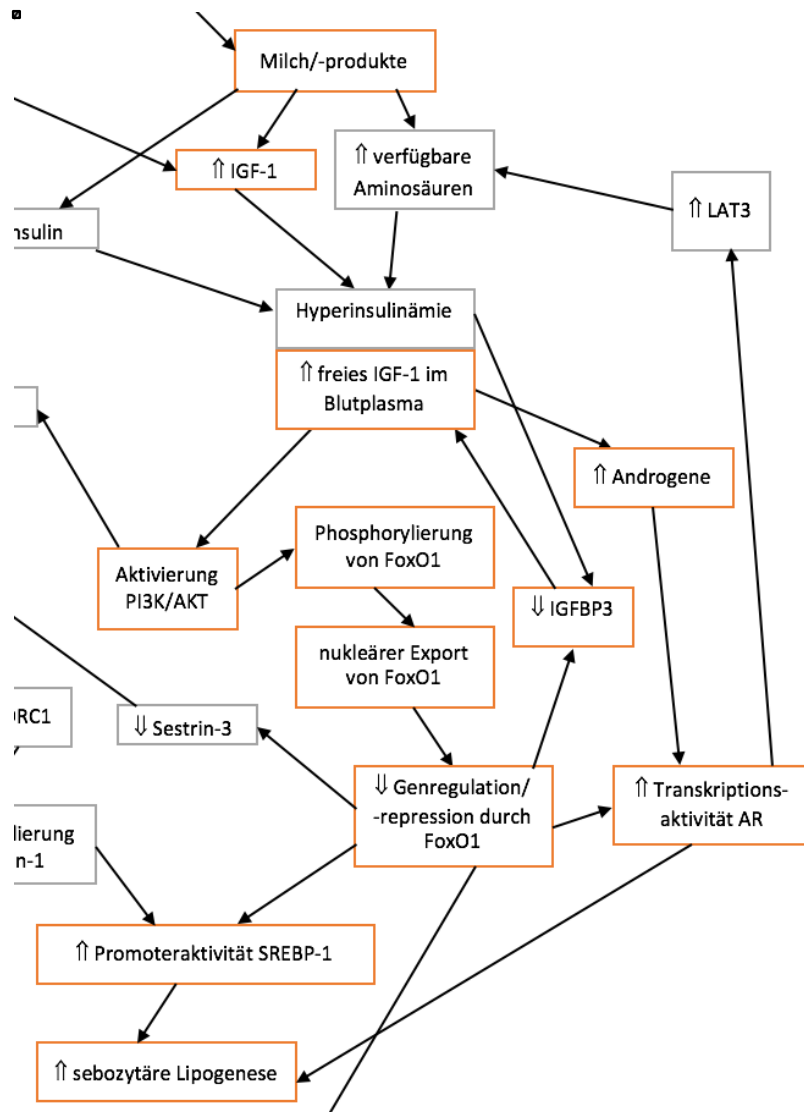 Milch/-produkte
⇑ IGF-1
⇑ verfügbare
Aminosäuren
⇑ LAT3
nsulin
Hyperinsulinämie
⇑ freies IGF-1 im
Blutplasma
⇑ Androgene
Phosphorylierung
von FoxO1
Aktivierung
PI3K/AKT
⇓ IGFBP3
nukleärer Export
von FoxO1
RC1
⇓ Sestrin-3
⇓ Genregulation/
-repression durch
FoxO1
⇑ Transkriptions-
aktivität AR
lierung
n-1
⇑ Promoteraktivität SREBP-1
⇑ sebozytäre Lipogenese